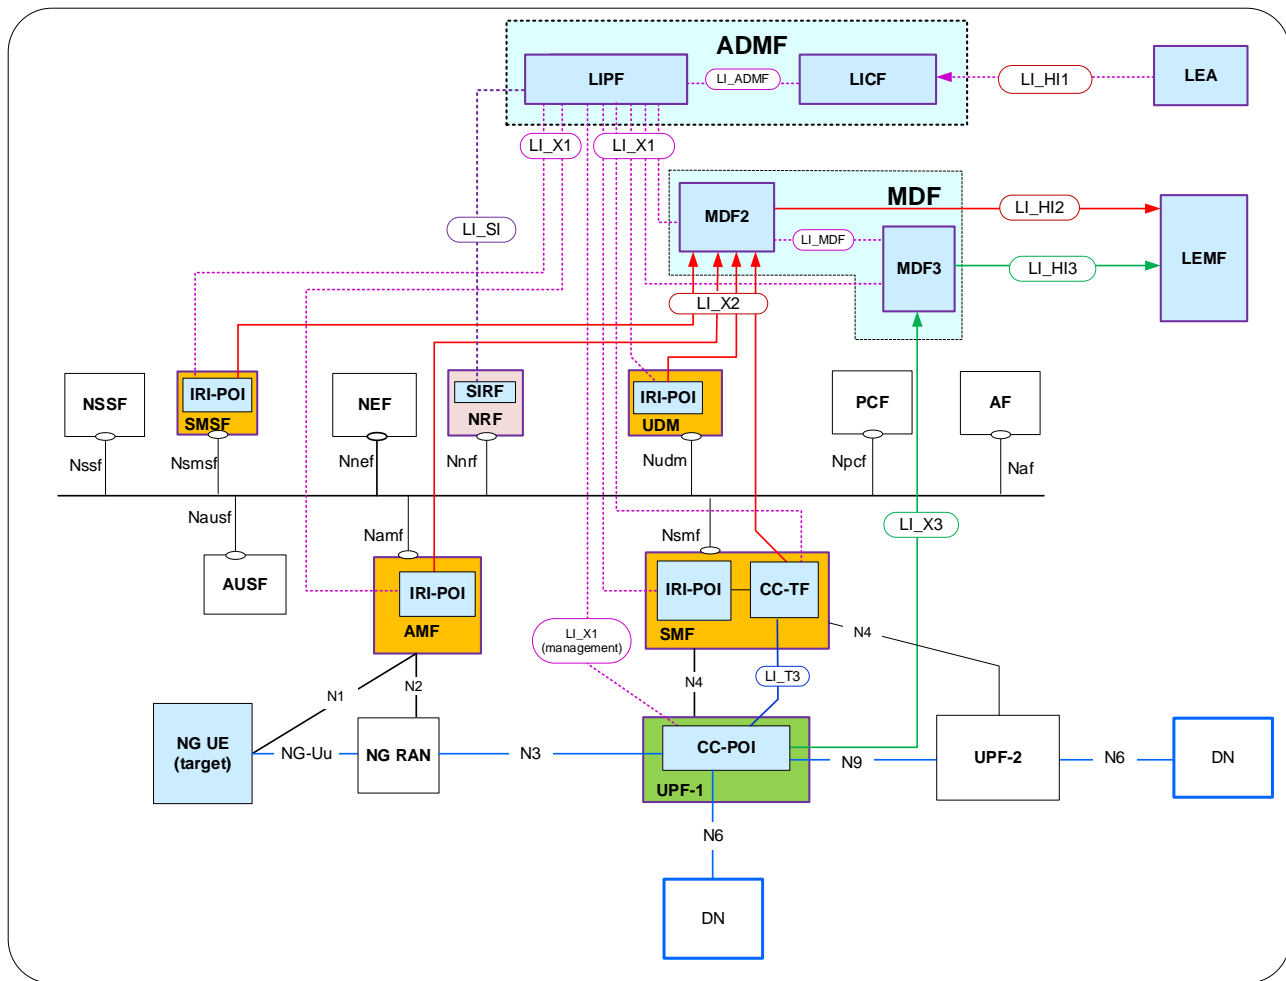 ADMF
LIPF
LI_ADMF
LICF
LI_HI1
LEA
LI_X1
LI_X1
MDF
MDF2
LI_HI2
LI_SI
LI_MDF
MDF3
LI_HI3
LEMF
LI_X2
NSSF
IRI-POI
SMSF
NEF
SIRF
NRF
IRI-POI
UDM
PCF
AF
Nssf
Nsmsf
Nnef
Nnrf
Nudm
Npcf
Naf
Nausf
Namf
Nsmf
LI_X3
AUSF
IRI-POI
AMF
IRI-POI
CC-TF
SMF
LI_X1
(management)
N4
N1
N2
N4
LI_T3
NG UE
(target)
NG-Uu
NG RAN
N3
CC-POI
UPF-1
N9
UPF-2
N6
DN
N6
DN